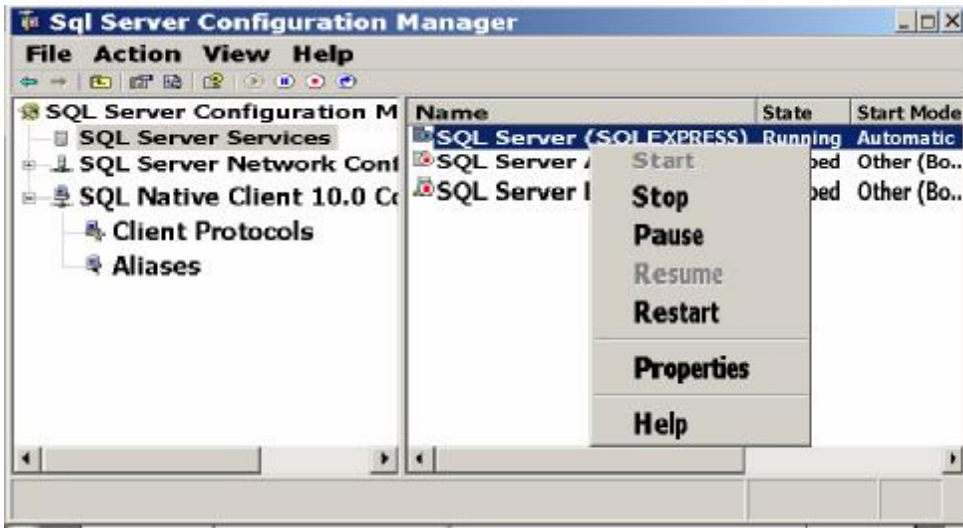 Sql Server Configuration Manager
File Action View Help
SQL Server Configuration M
SQL Server Services
SQL Server Network Conf
SQL Native Client 10.0 Co
Client Protocols
Aliases
Name State Start Mode
SQL Server (SQLEXPRESS) Running Automatic
SQL Server A ped Other (Bo..
SQL Server ped Other (Bo..
Start
Stop
Pause
Resume
Restart
Properties
Help